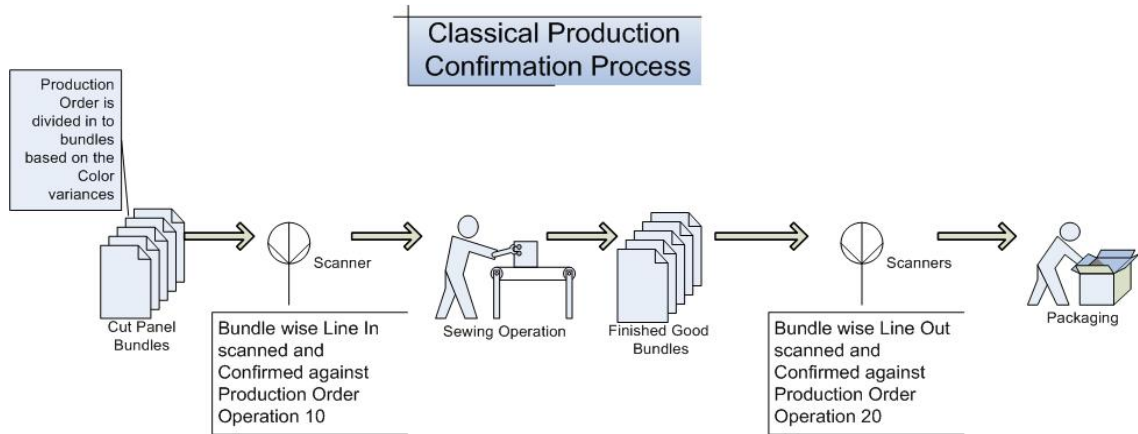 Classical Production
Confirmation Process
Production
Order is
divided in to
bundles
based on the
Color
variances
Cut Panel
Bundles
Scanner
Bundle wise Line In
scanned and
Confirmed against
Production Order
Operation 10
Sewing Operation
Finished Good
Bundles
Scanners
Bundle wise Line Out
scanned and
Confirmed against
Production Order
Operation 20
Packaging